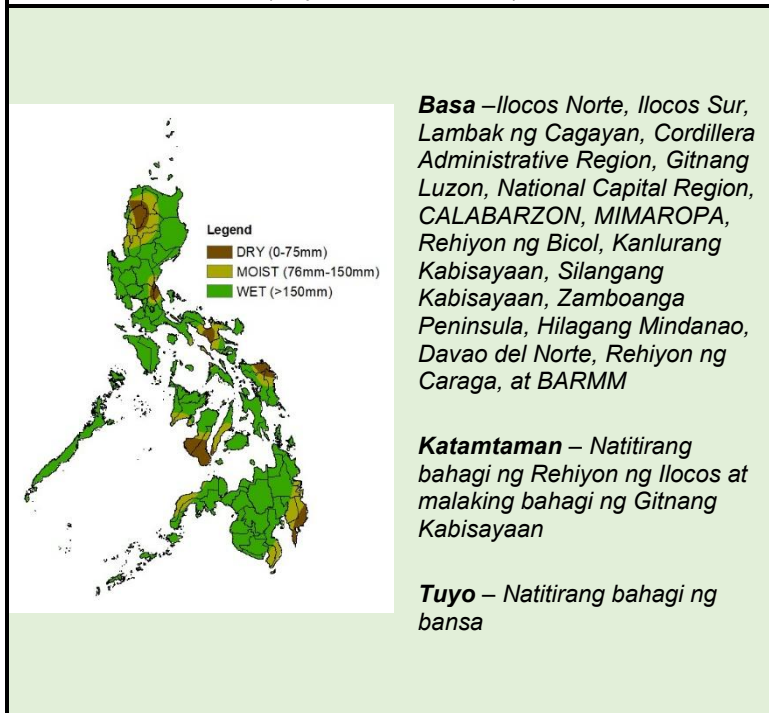 Legend
DRY (0-75mm)
MOIST (76mm-150mm)
WET (>150mm)
Basa –Ilocos Norte, Ilocos Sur,
Lambak ng Cagayan, Cordillera
Administrative Region, Gitnang
Luzon, National Capital Region,
CALABARZON, MIMAROPA,
Rehiyon ng Bicol, Kanlurang
Kabisayaan, Silangang
Kabisayaan, Zamboanga
Peninsula, Hilagang Mindanao,
Davao del Norte, Rehiyon ng
Caraga, at BARMM
Katamtaman – Natitirang
bahagi ng Rehiyon ng Ilocos at
malaking bahagi ng Gitnang
Kabisayaan
Tuyo – Natitirang bahagi ng
bansa